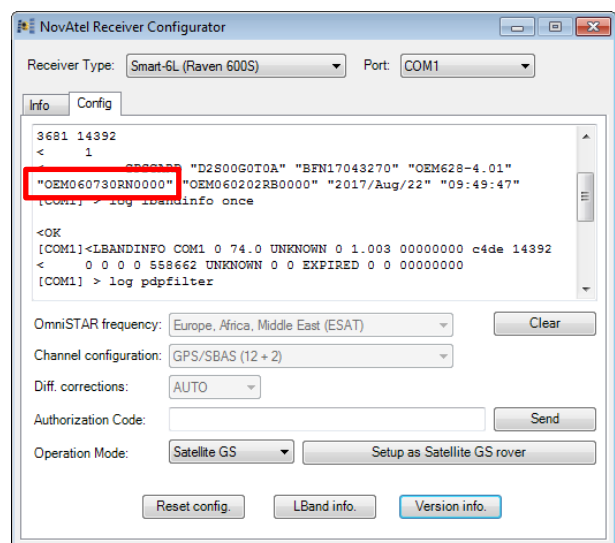 NovAtel Receiver Configurator
Receiver Type: Smart-6L (Raven 600S) Port: COM1
Info Config
3681 14392
< 1
"D2S00G0T0A" "BFN17043270" "OEM628-4.01"
"OEM060730RN0000" "OEM060202RB0000" "2017/Aug/22" "09:49:47"
[COM1] > log lbandinfo once
<OK
[COM1]<LBANDINFO COM1 0 74.0 UNKNOWN 0 1.003 00000000 c4de 14392
< 0 0 0 0 558662 UNKNOWN 0 0 EXPIRED 0 0 00000000
[COM1] > log pdpfilter
OmniSTAR frequency: Europe, Africa, Middle East (ESAT) Clear
Channel configuration: GPS/SBAS (12 + 2)
Diff. corrections: AUTO
Authorization Code: Send
Operation Mode: Satellite GS Setup as Satellite GS rover
Reset config. LBand info. Version info.